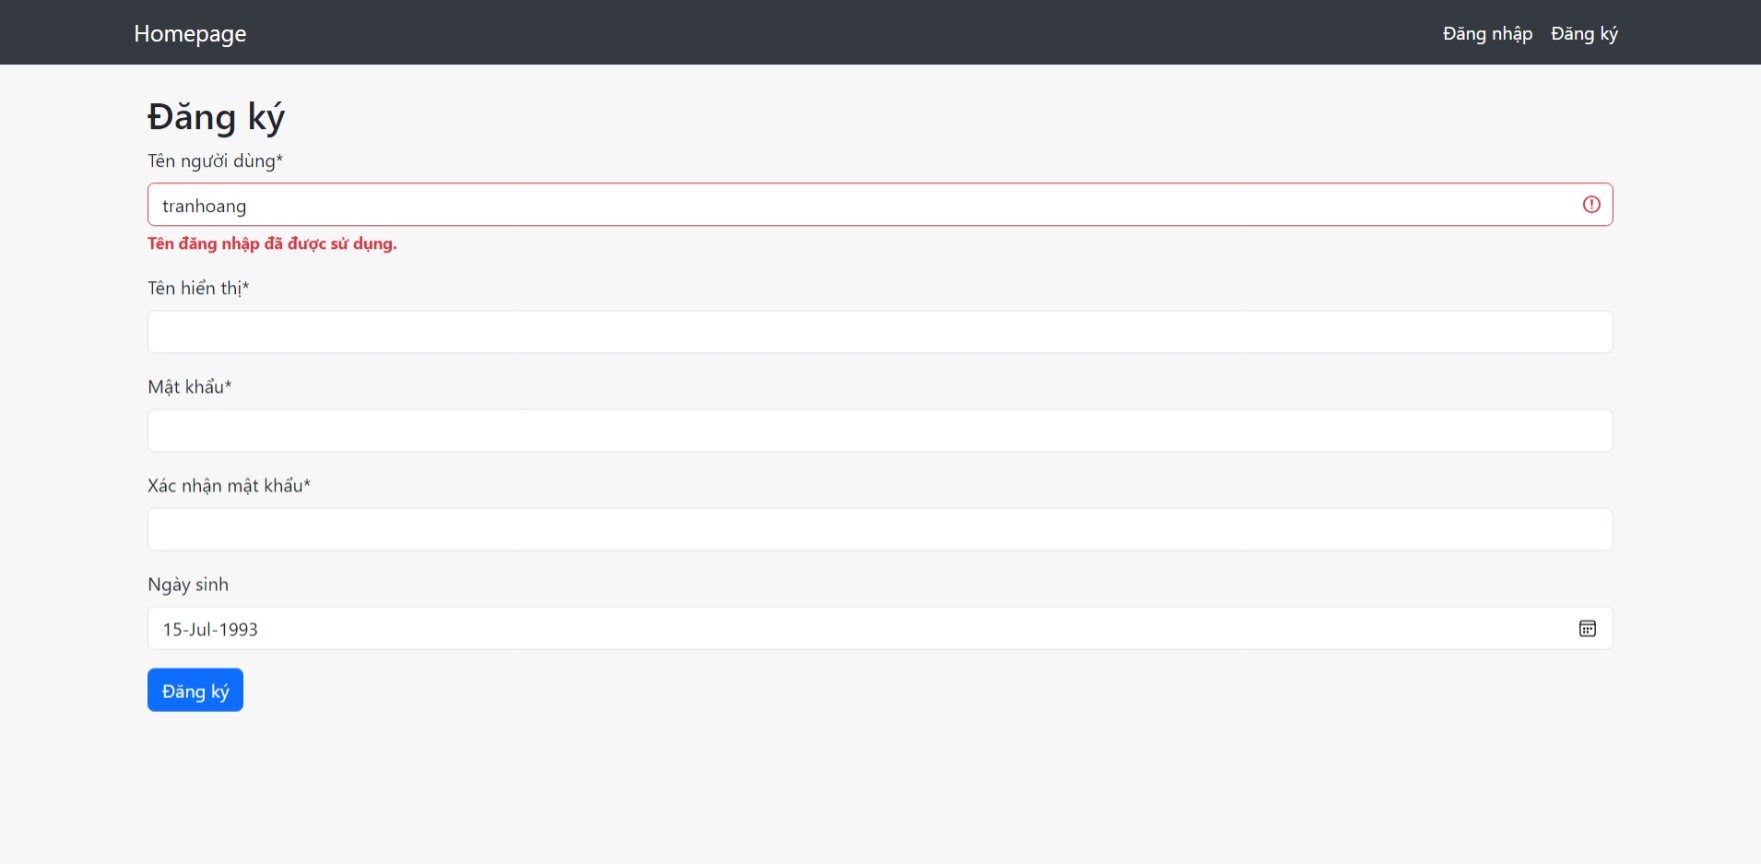 Homepage
Đăng nhập
Đăng ký
Đăng ký
Tên người dùng*
tranhoang
Tên đăng nhập đã được sử dụng.
Tên hiển thị*
Mật khẩu*
Xác nhận mật khẩu*
Ngày sinh
15-Jul-1993
Đăng ký